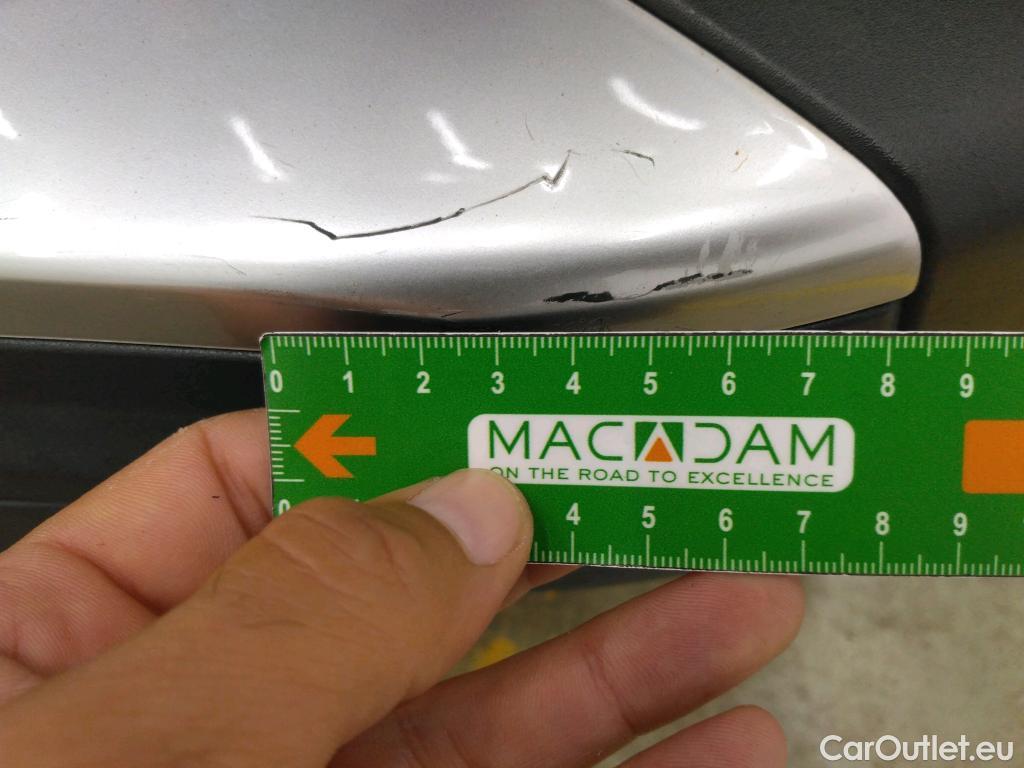 0 1 2 3 4 5 6 7 8 9
MACADAM
ON THE ROAD TO EXCELLENCE
0 4 5 6 7 8 9
CarOutlet.eu